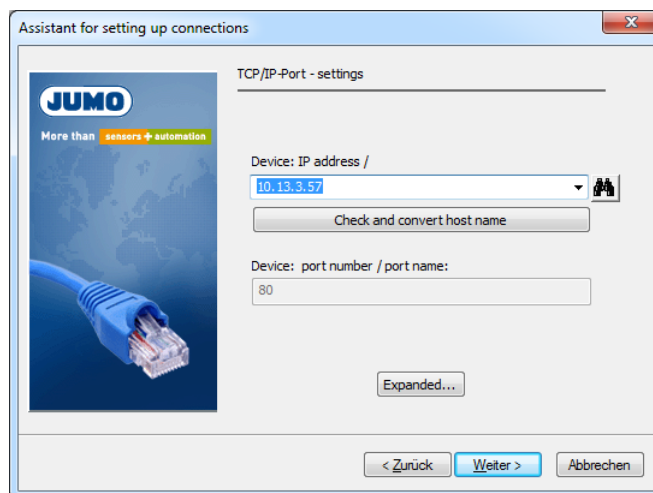 Assistant for setting up connections
JUMO
More than sensors + automation
TCP/IP-Port - settings
Device: IP address /
10.13.3.57
Check and convert host name
Device: port number / port name:
80
Expanded...
< Zurück
Weiter >
Abbrechen